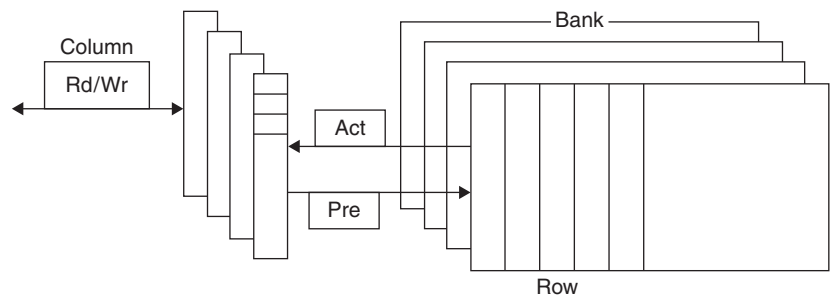 Bank
Column
Rd/Wr
Act
Pre
Row